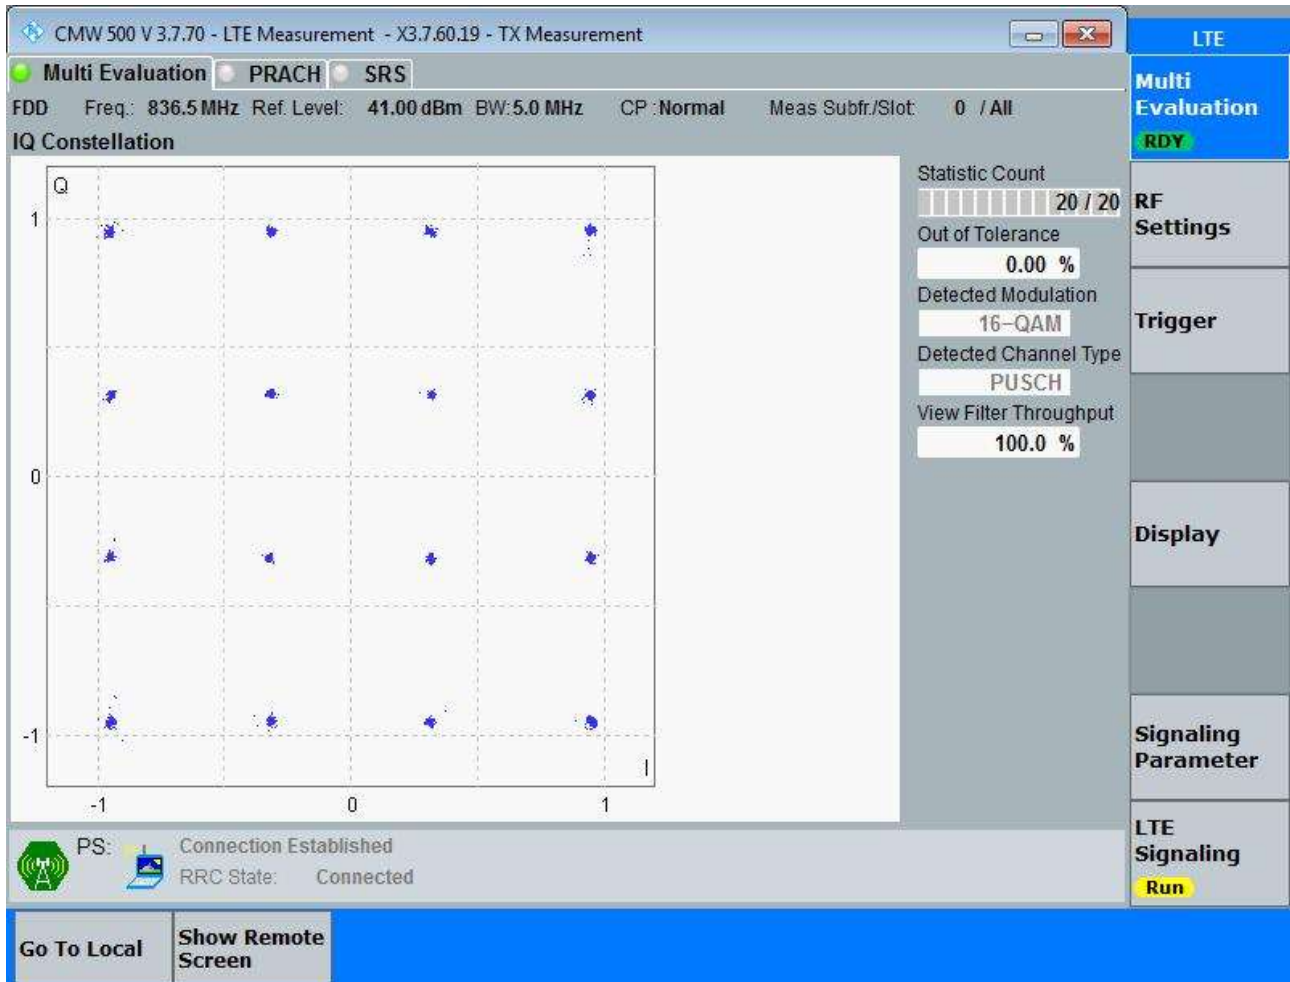 CMW 500 V 3.7.70 - LTE Measurement - X3.7.60.19 - TX Measurement
LTE
Multi Evaluation PRACH SRS
Multi
Evaluation
RDY
FDD Freq.: 836.5 MHz Ref. Level: 41.00 dBm BW: 5.0 MHz CP : Normal Meas Subfr./Slot: 0 / All
IQ Constellation
Q
1
0
-1
-1
0
1
I
Statistic Count
20 / 20
Out of Tolerance
0.00 %
Detected Modulation
16-QAM
Detected Channel Type
PUSCH
View Filter Throughput
100.0 %
RF
Settings
Trigger
Display
Signaling
Parameter
LTE
Signaling
Run
PS: Connection Established
RRC State: Connected
Go To Local
Show Remote
Screen